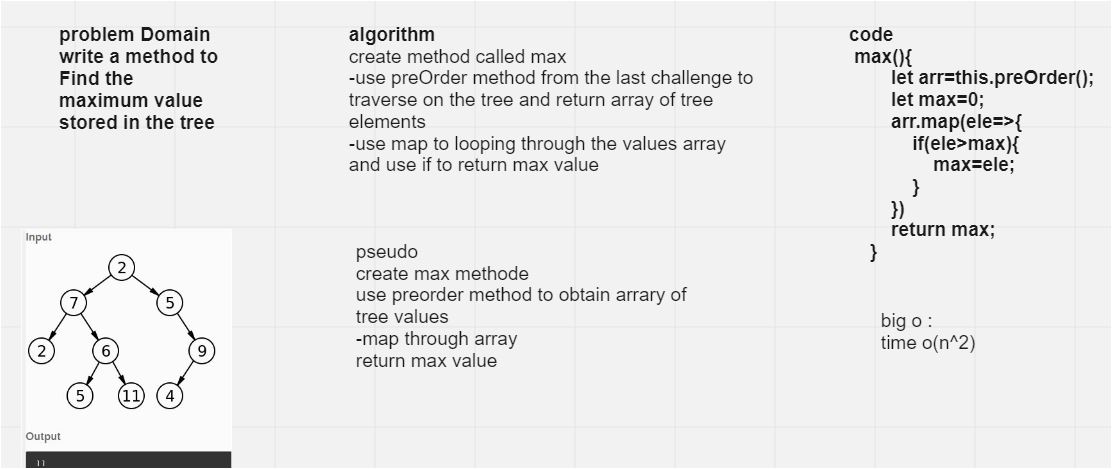 problem Domain
write a method to
Find the
maximum value
stored in the tree
algorithm
create method called max
-use preOrder method from the last challenge to
traverse on the tree and return array of tree
elements
-use map to looping through the values array
and use if to return max value
code
max(){
let arr=this.preOrder();
let max=0;
arr.map(ele=>{
if(ele>max){
max=ele;
}
})
return max;
}
Input
2
7
5
2
6
9
5
11
4
Output
11
pseudo
create max methode
use preorder method to obtain arrary of
tree values
-map through array
return max value
big o :
time o(n^2)